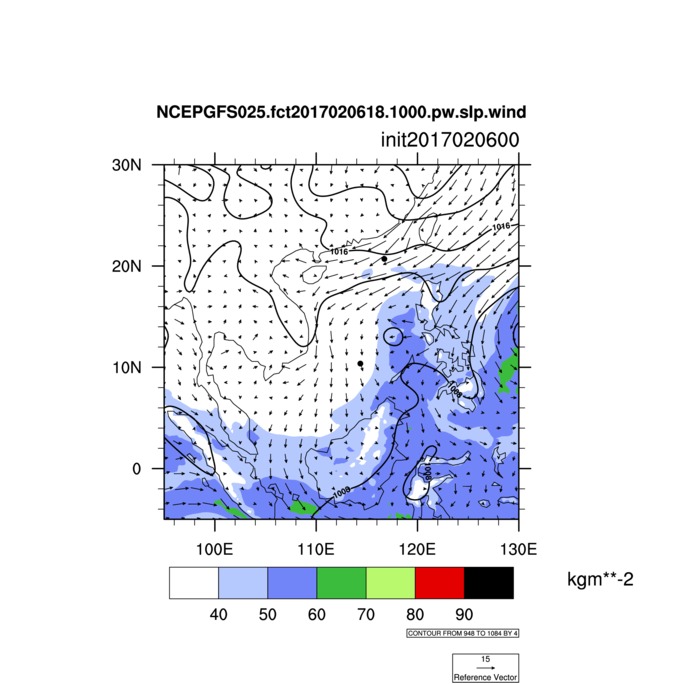 NCEPGFS025.fct2017020618.1000.pw.slp.wind
init2017020600
30N
1016
1016
20N
10N
1008
1008
0
1008
100E 110E 120E 130E
kgm**-2
40 50 60 70 80 90
CONTOUR FROM 948 TO 1084 BY 4
15
Reference Vector